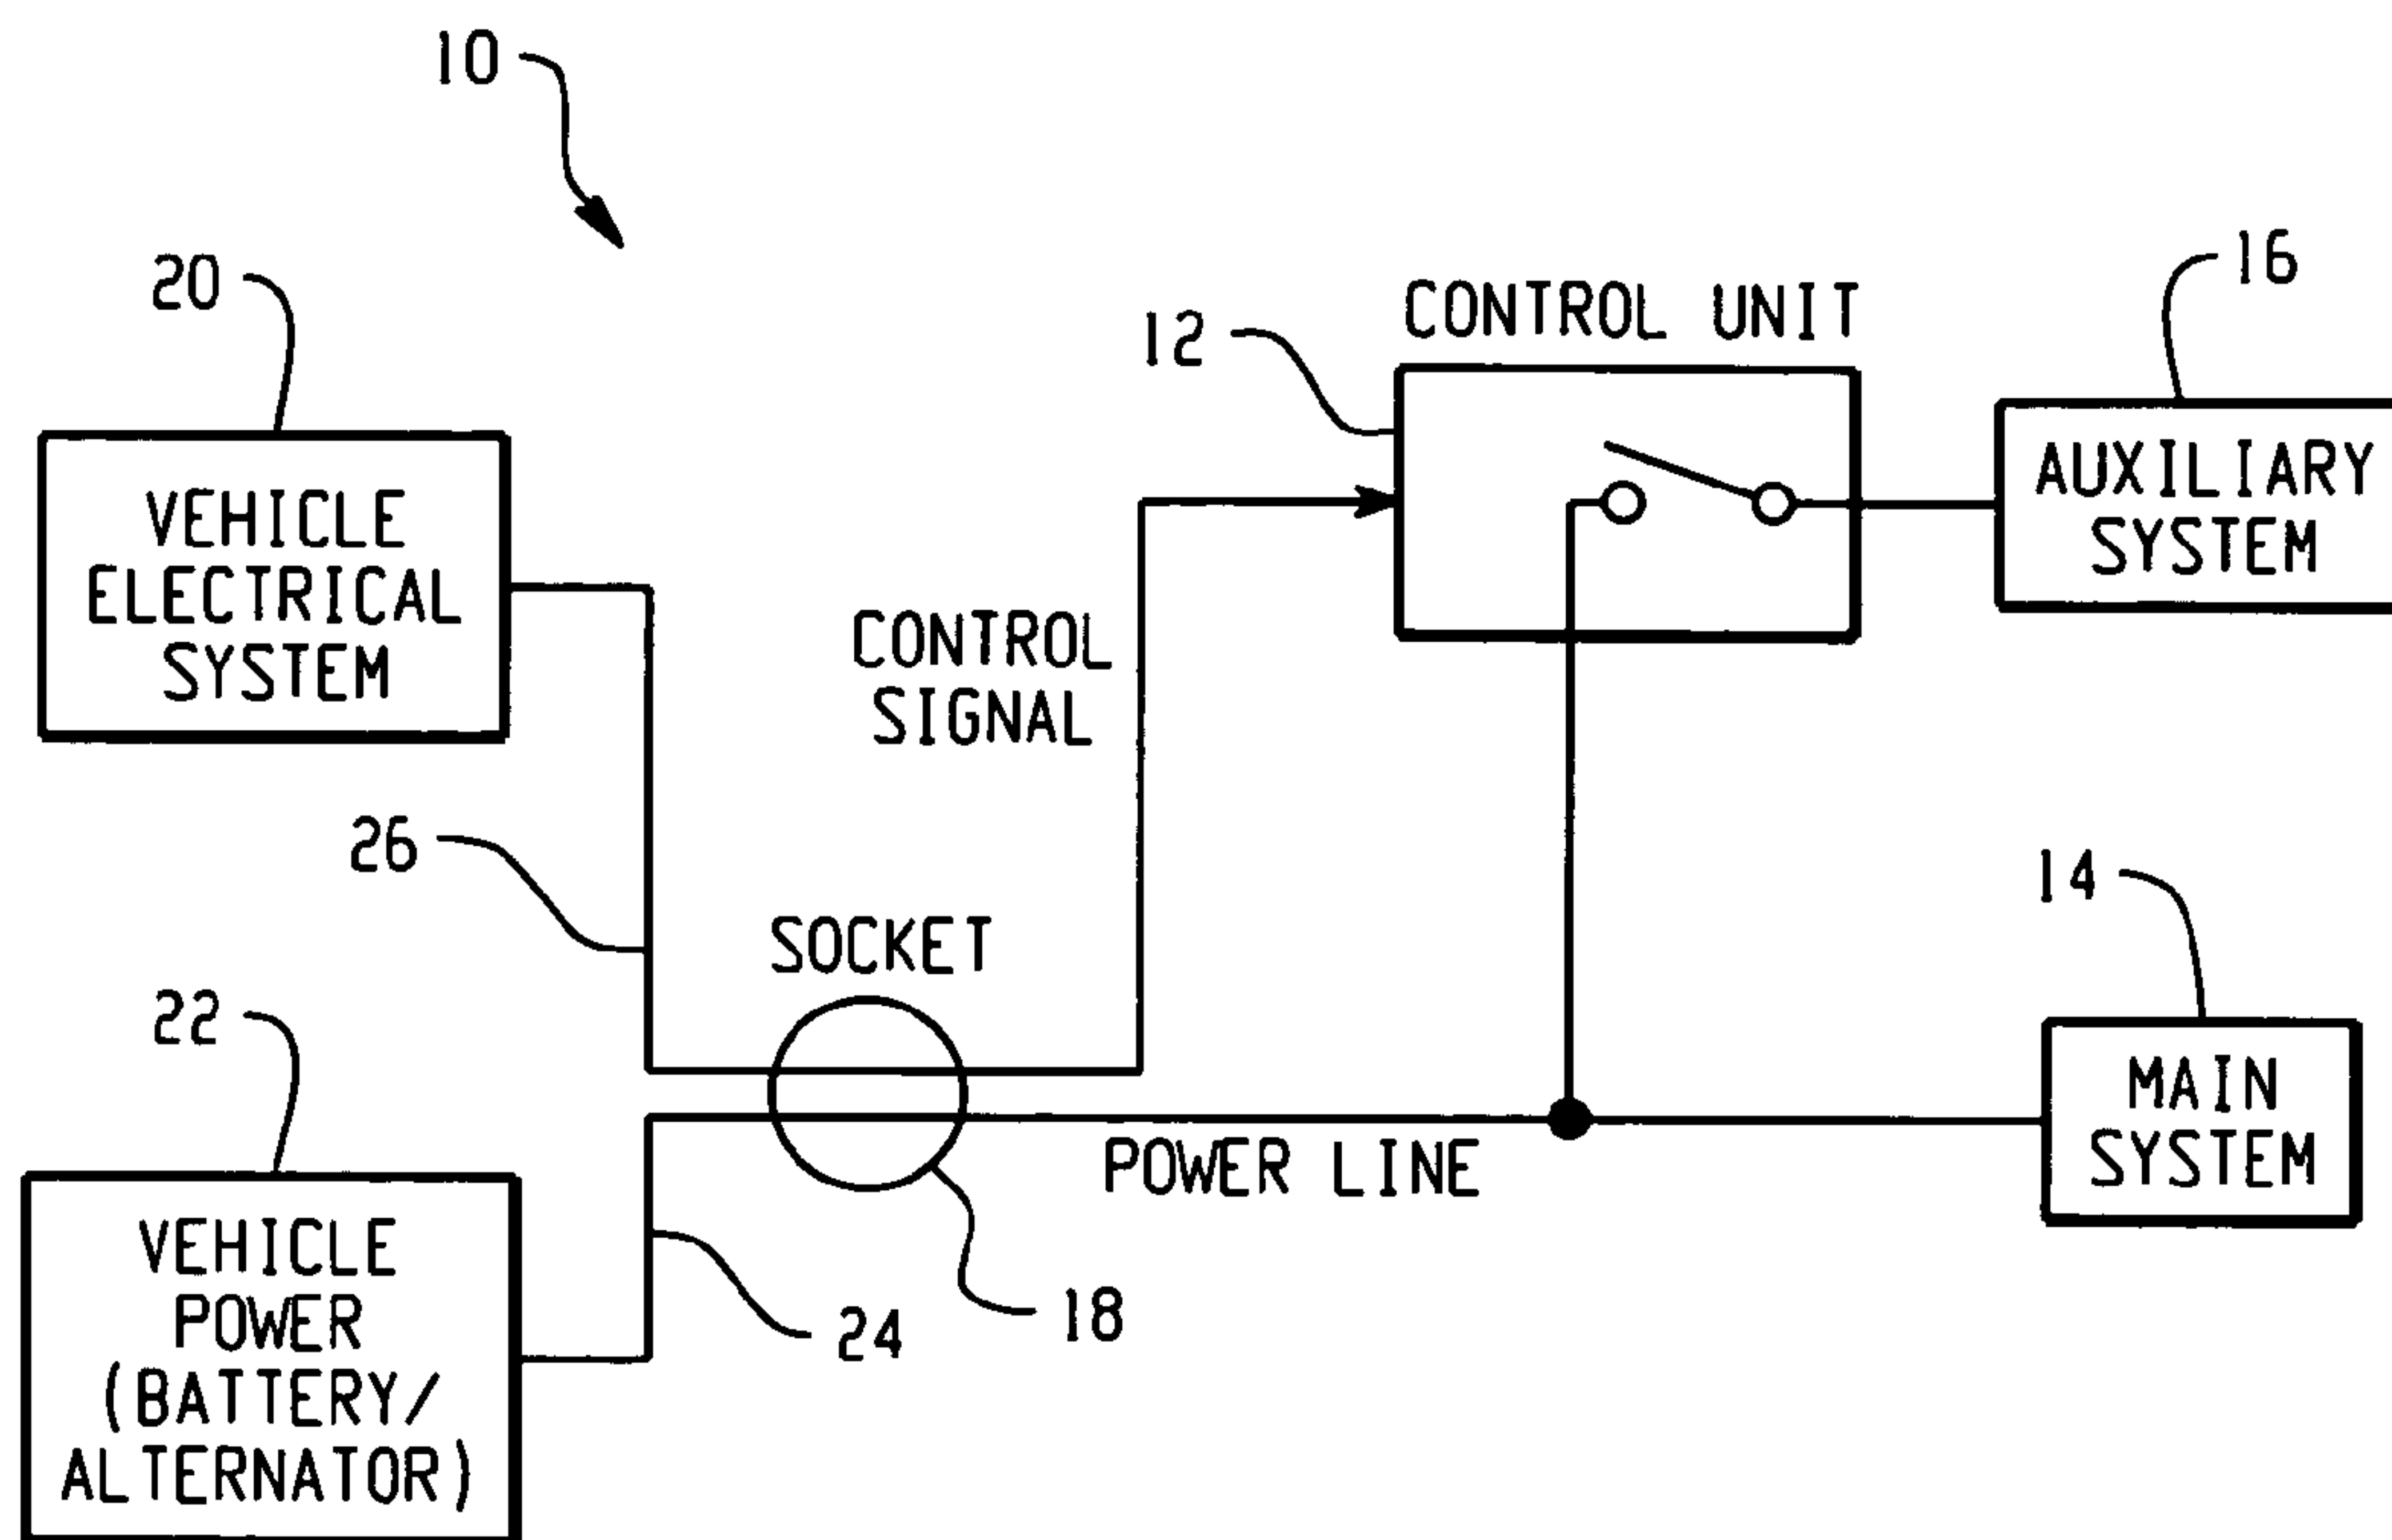 10
20
VEHICLE
ELECTRICAL
SYSTEM
12
CONTROL UNIT
16
AUXILIARY
SYSTEM
CONTROL
SIGNAL
26
SOCKET
14
MAIN
SYSTEM
22
VEHICLE
POWER
(BATTERY/
ALTERNATOR)
POWER LINE
24
18